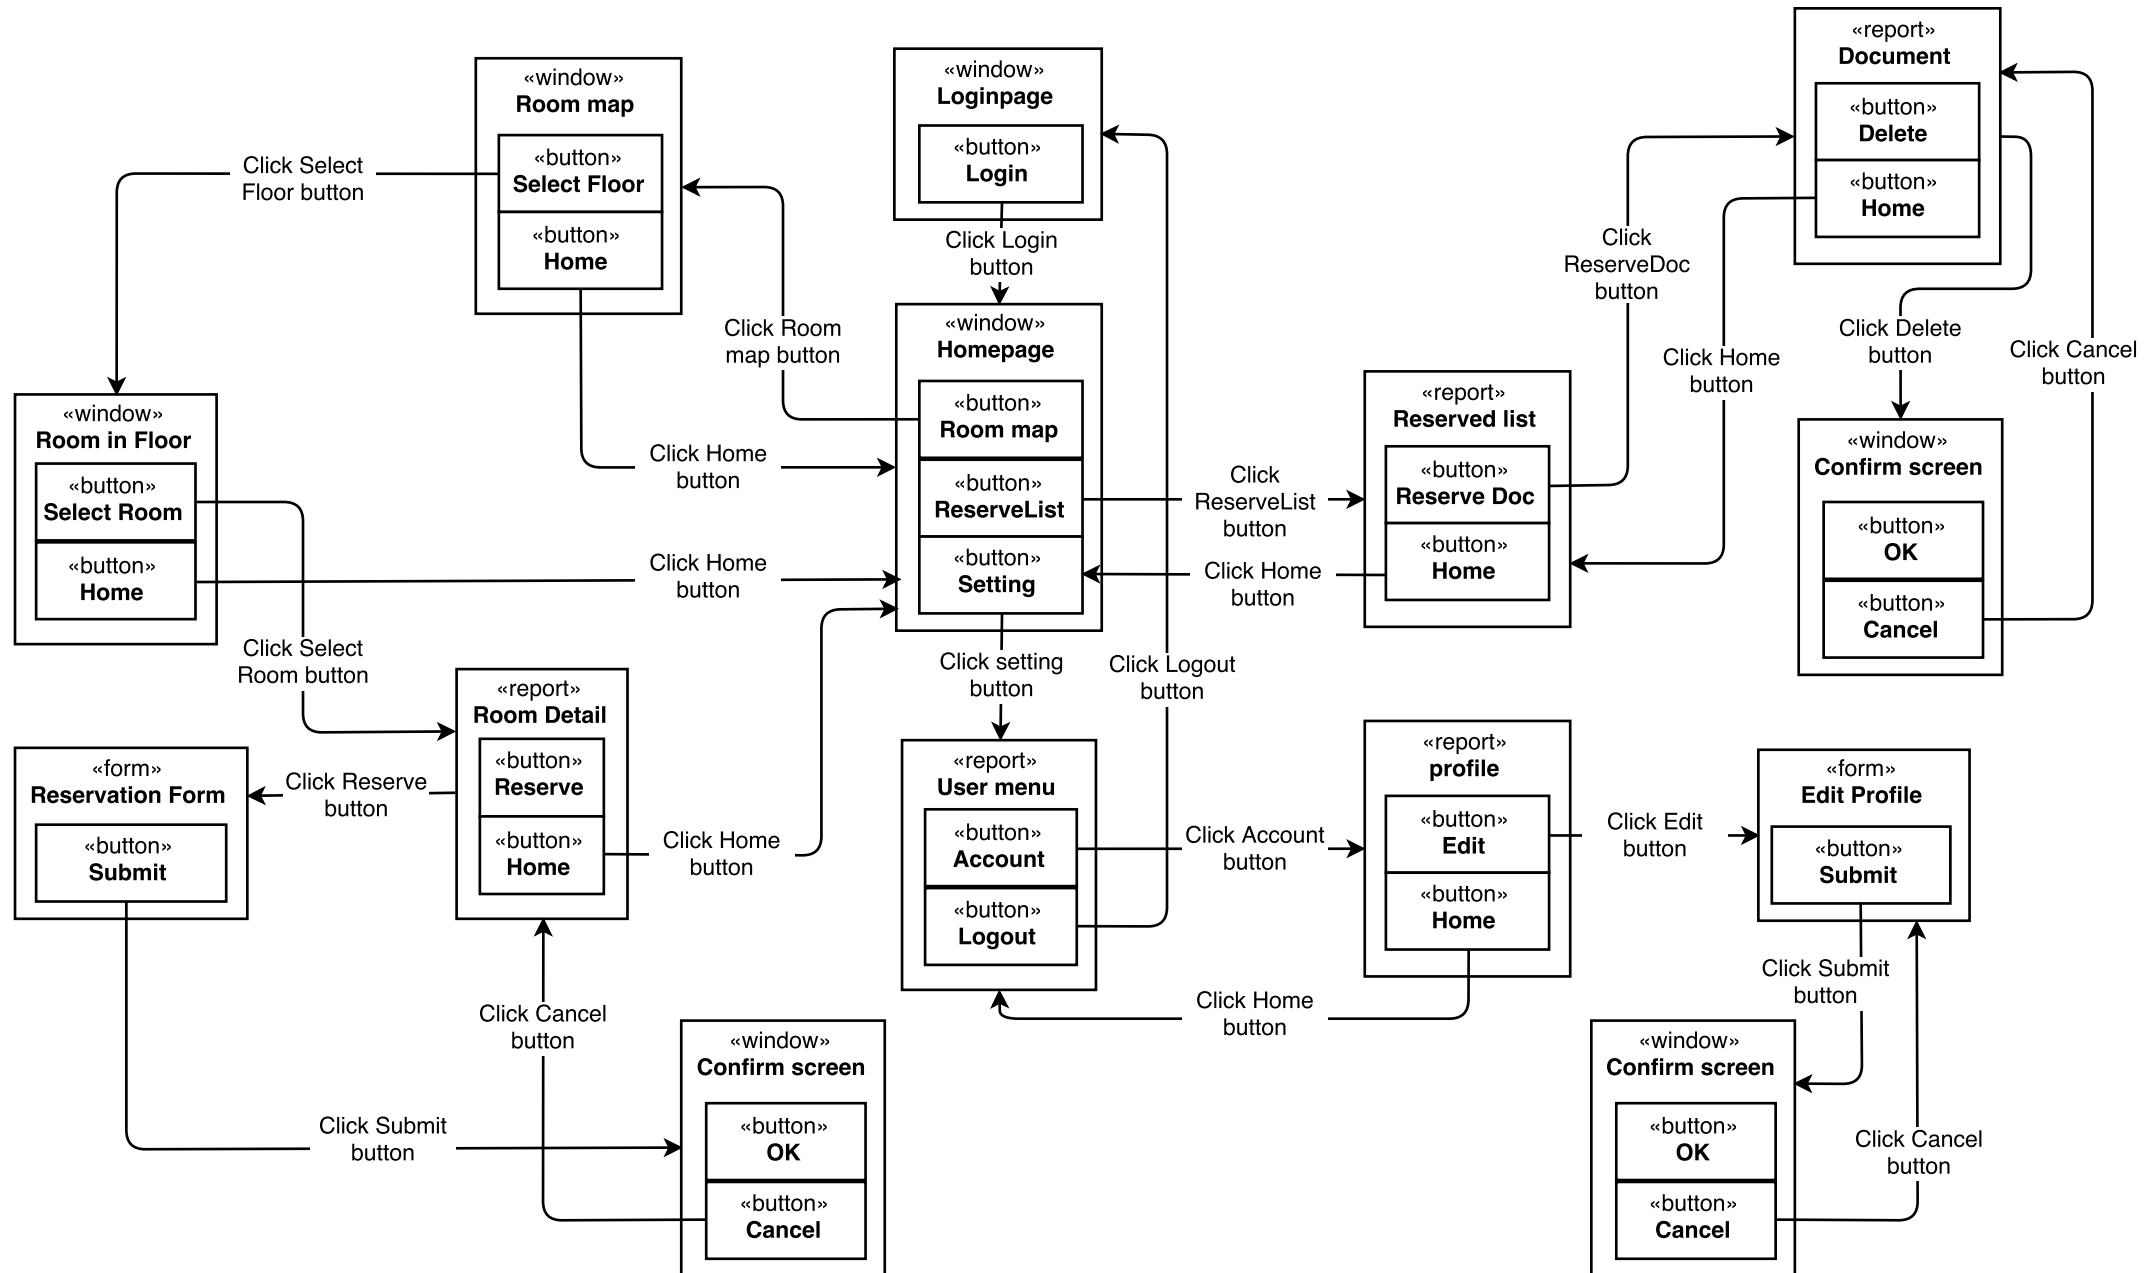 «window»
Room map
«button»
Select Floor
«button»
Home
Click Select
Floor button
«window»
Loginpage
«button»
Login
Click Login
button
«report»
Document
«button»
Delete
«button»
Home
Click
ReserveDoc
button
Click Home
button
Click Delete
button
Click Cancel
button
Click Room
map button
«window»
Homepage
«button»
Room map
«button»
ReserveList
«button»
Setting
«window»
Room in Floor
«button»
Select Room
«button»
Home
Click Home
button
Click Home
button
Click
ReserveList
button
Click Home
button
«report»
Reserved list
«button»
Reserve Doc
«button»
Home
«window»
Confirm screen
«button»
OK
«button»
Cancel
Click Select
Room button
Click setting
button
Click Logout
button
«report»
Room Detail
«button»
Reserve
«button»
Home
Click Reserve
button
«form»
Reservation Form
«button»
Submit
Click Home
button
«report»
User menu
«button»
Account
«button»
Logout
Click Account
button
«report»
profile
«button»
Edit
«button»
Home
Click Edit
button
«form»
Edit Profile
«button»
Submit
Click Home
button
Click Submit
button
Click Cancel
button
«window»
Confirm screen
«button»
OK
«button»
Cancel
Click Submit
button
«window»
Confirm screen
«button»
OK
«button»
Cancel
Click Cancel
button